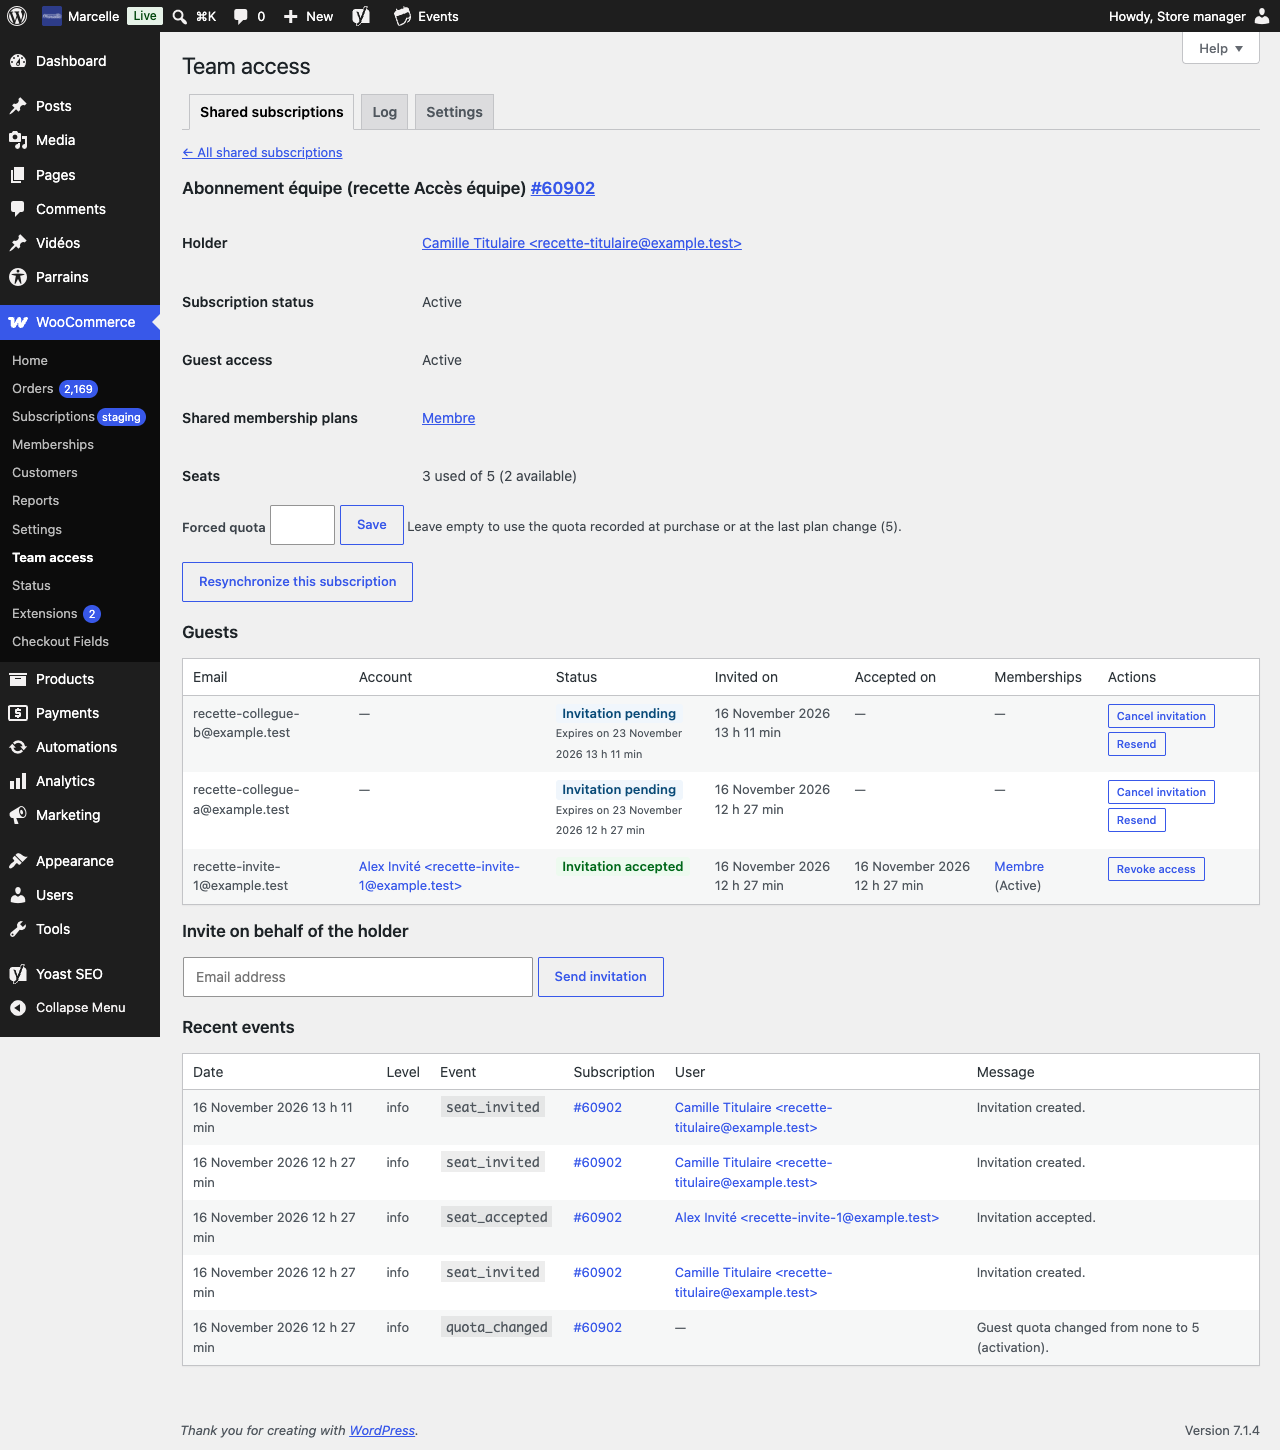 Marcelle Live ⌘K 0 New Events Howdy, Store manager
Help
Dashboard
Posts
Media
Pages
Comments
Vidéos
Parrains
WooCommerce
Home
Orders 2,169
Subscriptions staging
Memberships
Customers
Reports
Settings
Team access
Status
Extensions 2
Checkout Fields
Products
Payments
Automations
Analytics
Marketing
Appearance
Users
Tools
Yoast SEO
Collapse Menu
Team access
Shared subscriptions Log Settings
← All shared subscriptions
Abonnement équipe (recette Accès équipe) #60902
Holder Camille Titulaire <recette-titulaire@example.test>
Subscription status Active
Guest access Active
Shared membership plans Membre
Seats 3 used of 5 (2 available)
Forced quota Save Leave empty to use the quota recorded at purchase or at the last plan change (5).
Resynchronize this subscription
Guests
Email Account Status Invited on Accepted on Memberships Actions
recette-collegue- — Invitation pending 16 November 2026 — — Cancel invitation
b@example.test Expires on 23 November 13 h 11 min Resend
2026 13 h 11 min
recette-collegue- — Invitation pending 16 November 2026 — — Cancel invitation
a@example.test Expires on 23 November 12 h 27 min Resend
2026 12 h 27 min
recette-invite- Alex Invité <recette-invite- Invitation accepted 16 November 2026 16 November 2026 Membre Revoke access
1@example.test 1@example.test> 12 h 27 min 12 h 27 min (Active)
Invite on behalf of the holder
Email address Send invitation
Recent events
Date Level Event Subscription User Message
16 November 2026 13 h 11 info seat_invited #60902 Camille Titulaire <recette- Invitation created.
min titulaire@example.test>
16 November 2026 12 h 27 info seat_invited #60902 Camille Titulaire <recette- Invitation created.
min titulaire@example.test>
16 November 2026 12 h 27 info seat_accepted #60902 Alex Invité <recette-invite-1@example.test> Invitation accepted.
min
16 November 2026 12 h 27 info seat_invited #60902 Camille Titulaire <recette- Invitation created.
min titulaire@example.test>
16 November 2026 12 h 27 info quota_changed #60902 — Guest quota changed from none to 5
min (activation).
Thank you for creating with WordPress. Version 7.1.4